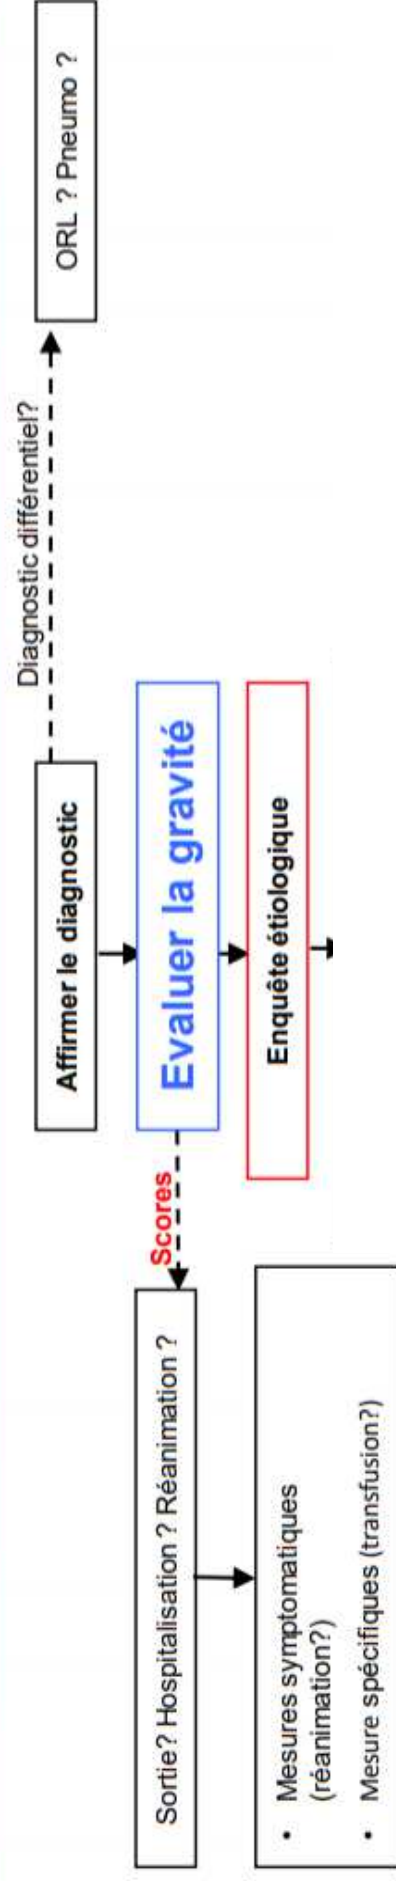 Diagnostic différentiel?
Affirmer le diagnostic
ORL ? Pneumo ?
Evaluer la gravité
Scores
Sortie? Hospitalisation ? Réanimation ?
Enquête étiologique
• Mesures symptomatiques
(réanimation?)
• Mesure spécifiques (transfusion?)